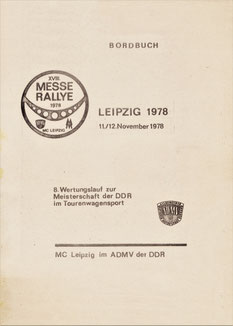 BORDBUCH
XVIII.
MESSE
RALLYE
1978
MC LEIPZIG
LEIPZIG 1978
11./12. November 1978
8. Wertungslauf zur
Meisterschaft der DDR
im Tourenwagensport
ADMV
MC Leipzig im ADMV der DDR